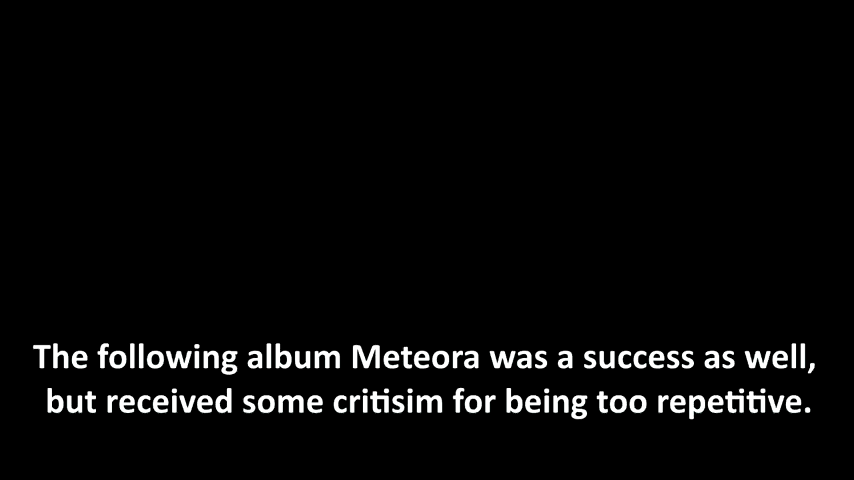 The following album Meteora was a success as well,
but received some critisim for being too repetitive.